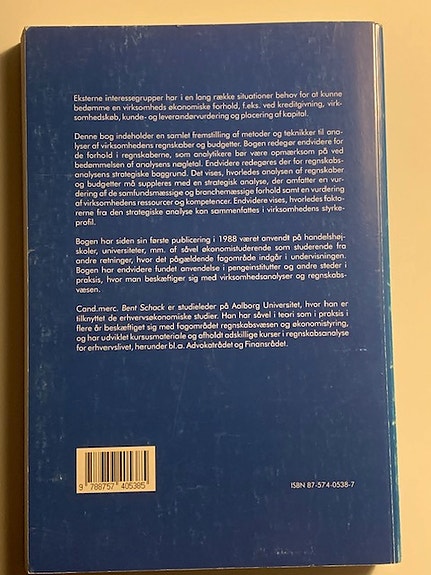 Eksterne interessegrupper har i en lang række situationer behov for at kunne
bedømme en virksomheds økonomiske forhold, f.eks. ved kreditgivning, virk-
somhedskøb, kunde- og leverandørvurdering og placering af kapital.
Denne bog indeholder en samlet fremstilling af metoder og teknikker til ana-
lyser af virksomhedens regnskaber og budgetter. Bogen redegør endvidere for
de forhold i regnskaberne, som analytikere bør være opmærksom på ved
bedømmelsen af analysens nøgletal. Endvidere redegøres der for regnskabs-
analysens strategiske baggrund. Det vises, hvorledes analysen af regnskaber
og budgetter må suppleres med en strategisk analyse, der omfatter en vur-
dering af de samfundsmæssige og branchemæssige forhold samt en vurdering
af virksomhedens ressourcer og kompetencer. Endvidere vises, hvorledes fakto-
rerne fra den strategiske analyse kan sammenfattes i virksomhedens styrke-
profil.
Bogen har siden sin første publicering i 1988 været anvendt på handelshøj-
skoler, universiteter, mm. af såvel økonomistuderende som studerende fra
andre retninger, hvor det pågældende fagområde indgår i undervisningen.
Bogen har endvidere fundet anvendelse i pengeinstitutter og andre steder i
praksis, hvor man beskæftiger sig med virksomhedsanalyser og regnskabs-
væsen.
Cand.merc. Bent Schack er studieleder på Aalborg Universitet, hvor han er
tilknyttet de erhvervsøkonomiske studier. Han har såvel i teori som i praksis i
flere år beskæftiget sig med fagområdet regnskabsvæsen og økonomistyring,
og har udviklet kursusmateriale og afholdt adskillige kurser i regnskabsanalyse
for erhvervslivet, herunder bl.a. Advokatrådet og Finansrådet.
9 788757 405385
ISBN 87-574-0538-7